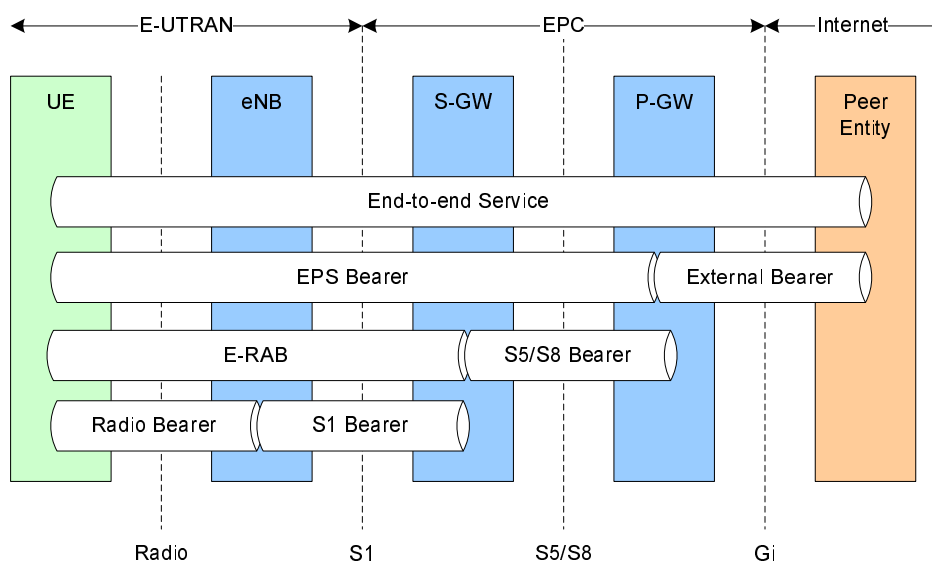 E-UTRAN EPC Internet
UE eNB S-GW P-GW Peer
Entity
End-to-end Service
EPS Bearer External Bearer
E-RAB S5/S8 Bearer
Radio Bearer S1 Bearer
Radio S1 S5/S8 Gi